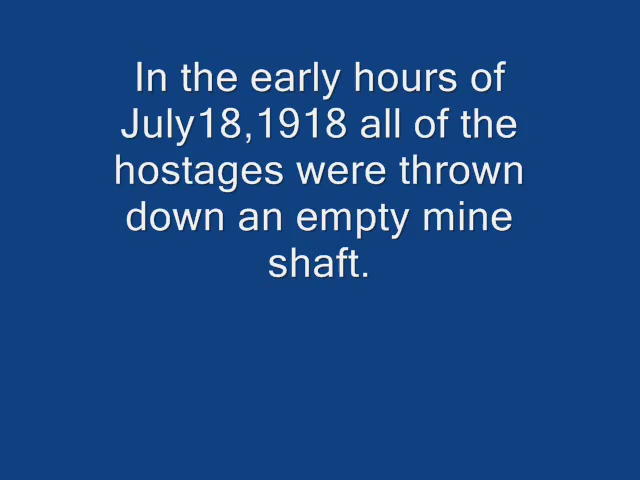 In the early hours of
July18,1918 all of the
hostages were thrown
down an empty mine
shaft.